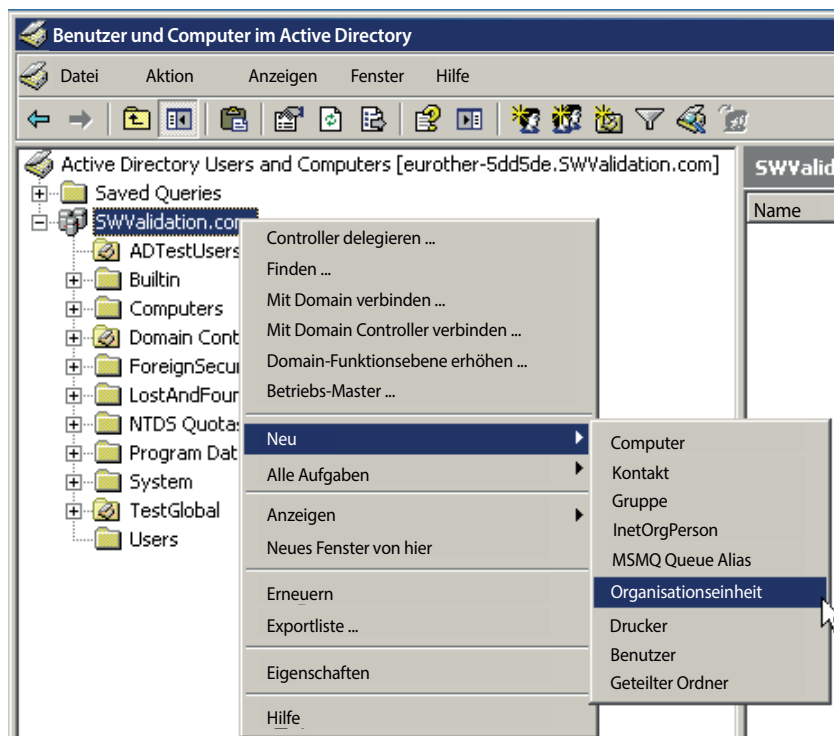 Benutzer und Computer im Active Directory
Datei Aktion Anzeigen Fenster Hilfe
Active Directory Users and Computers [eurother-5dd5de.SWValidation.com]
Saved Queries
SWValidation.com
ADTestUsers
Builtin
Computers
Domain Cont
ForeignSecur
LostAndFour
NTDS Quotas
Program Dat
System
TestGlobal
Users
Controller delegieren ...
Finden ...
Mit Domain verbinden ...
Mit Domain Controller verbinden ...
Domain-Funktionsebene erhöhen ...
Betriebs-Master ...
Neu
Alle Aufgaben
Anzeigen
Neues Fenster von hier
Erneuern
Exportliste ...
Eigenschaften
Hilfe
Computer
Kontakt
Gruppe
InetOrgPerson
MSMQ Queue Alias
Organisationseinheit
Drucker
Benutzer
Geteilter Ordner
SWValid
Name